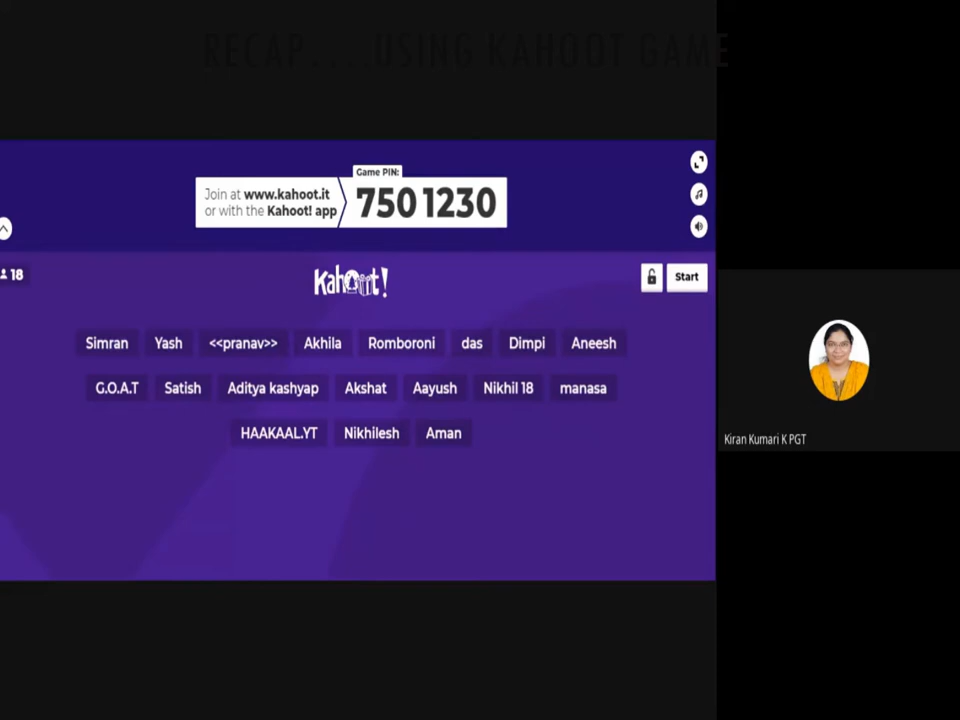 RECAP....USING KAHOOT GAME
Game PIN:
Join at www.kahoot.it
or with the Kahoot! app
750 1230
18
Kahoot!
Start
Simran Yash <<pranav>> Akhila Romboroni das Dimpi Aneesh
G.O.A.T Satish Aditya kashyap Akshat Aayush Nikhil 18 manasa
HAAKAAL.YT Nikhilesh Aman
Kiran Kumari K PGT